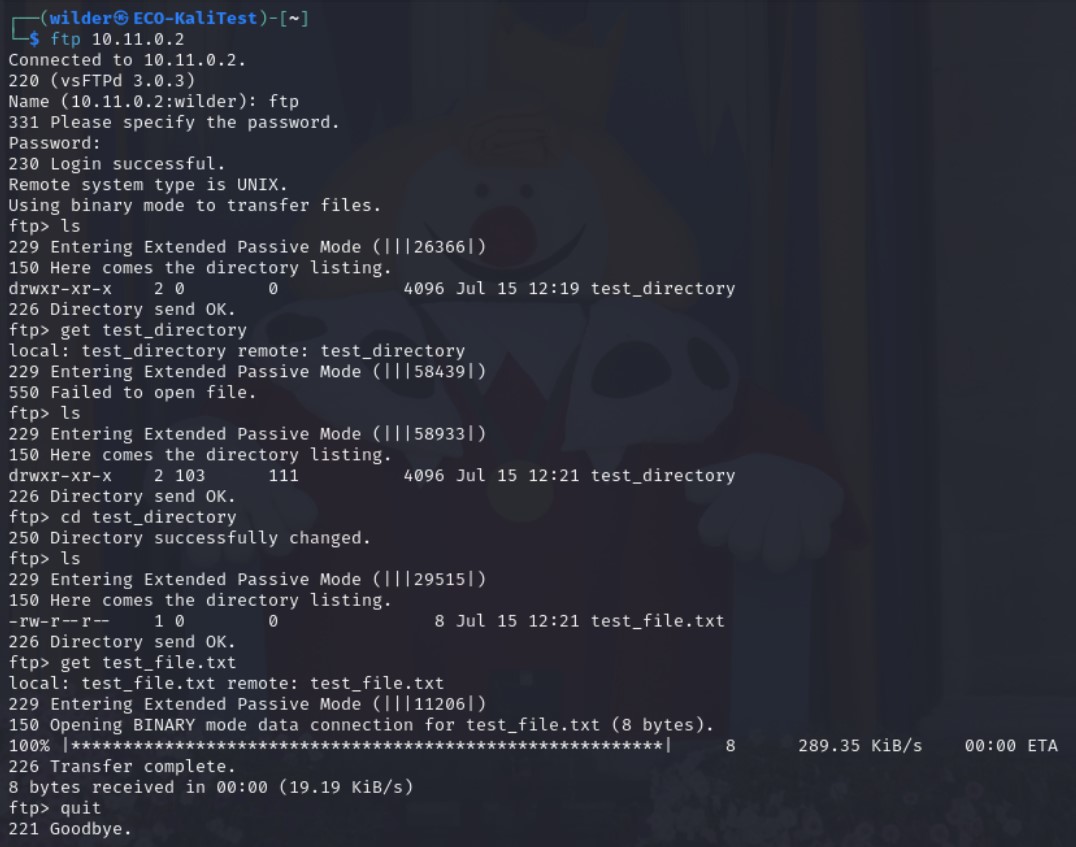 ┌──(wilder㉿ECO-KaliTest)-[~]
└─$ ftp 10.11.0.2
Connected to 10.11.0.2.
220 (vsFTPd 3.0.3)
Name (10.11.0.2:wilder): ftp
331 Please specify the password.
Password:
230 Login successful.
Remote system type is UNIX.
Using binary mode to transfer files.
ftp> ls
229 Entering Extended Passive Mode (|||26366|)
150 Here comes the directory listing.
drwxr-xr-x    2 0        0            4096 Jul 15 12:19 test_directory
226 Directory send OK.
ftp> get test_directory
local: test_directory remote: test_directory
229 Entering Extended Passive Mode (|||58439|)
550 Failed to open file.
ftp> ls
229 Entering Extended Passive Mode (|||58933|)
150 Here comes the directory listing.
drwxr-xr-x    2 103      111          4096 Jul 15 12:21 test_directory
226 Directory send OK.
ftp> cd test_directory
250 Directory successfully changed.
ftp> ls
229 Entering Extended Passive Mode (|||29515|)
150 Here comes the directory listing.
-rw-r--r--    1 0        0               8 Jul 15 12:21 test_file.txt
226 Directory send OK.
ftp> get test_file.txt
local: test_file.txt remote: test_file.txt
229 Entering Extended Passive Mode (|||11206|)
150 Opening BINARY mode data connection for test_file.txt (8 bytes).
100% |*********************************************************|     8      289.35 KiB/s    00:00 ETA
226 Transfer complete.
8 bytes received in 00:00 (19.19 KiB/s)
ftp> quit
221 Goodbye.